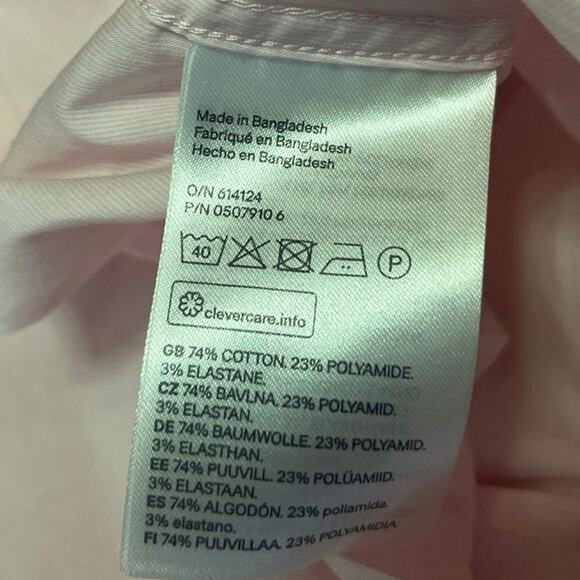 Made in Bangladesh
Fabriqué en Bangladesh
Hecho en Bangladesh
O/N 614124
P/N 0507910 6
40 P
clevercare.info
GB 74% COTTON. 23% POLYAMIDE.
3% ELASTANE.
CZ 74% BAVLNA. 23% POLYAMID.
3% ELASTAN.
DE 74% BAUMWOLLE. 23% POLYAMID.
3% ELASTHAN.
EE 74% PUUVILL. 23% POLÜAMIID.
3% ELASTAAN.
ES 74% ALGODÓN. 23% poliamida.
3% elastano.
FI 74% PUUVILLAA. 23% POLYAMIDIA